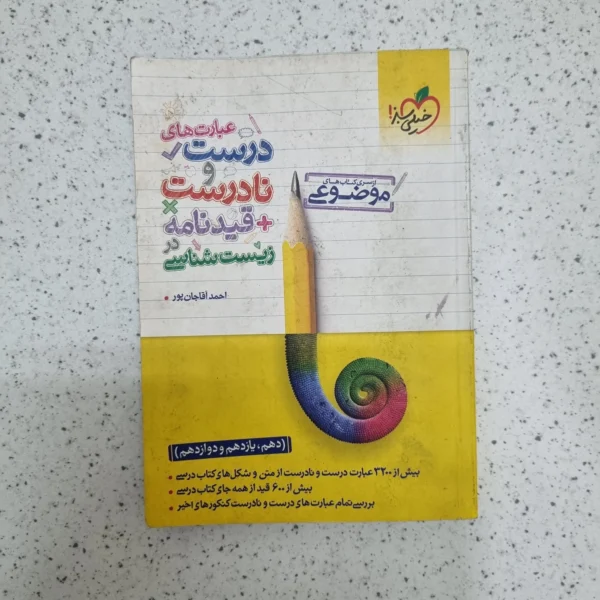 خیلی سبز!
عبارت‌های
درست
و
نادرست
+ قیدنامه
در
زیست‌شناسی
از سری کتاب‌های
موضوعی
احمد آقاجان‌پور
(دهم، یازدهم و دوازدهم)
بیش از ۳۲۰۰ عبارت درست و نادرست از متن و شکل‌های کتاب درسی
بیش از ۶۰۰ قید از همه جای کتاب درسی
بررسی تمام عبارت‌های درست و نادرست کنکورهای اخیر